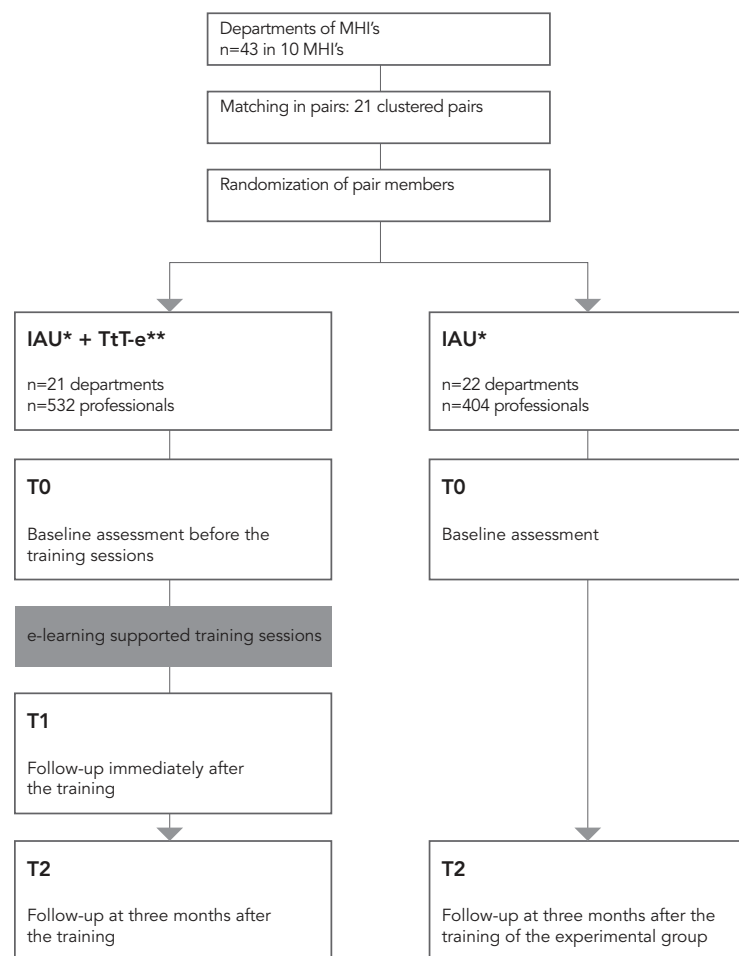 Departments of MHI's
n=43 in 10 MHI's
Matching in pairs: 21 clustered pairs
Randomization of pair members
IAU* + TtT-e**
n=21 departments
n=532 professionals
IAU*
n=22 departments
n=404 professionals
T0
Baseline assessment before the
training sessions
T0
Baseline assessment
e-learning supported training sessions
T1
Follow-up immediately after
the training
T2
Follow-up at three months after
the training
T2
Follow-up at three months after the
training of the experimental group